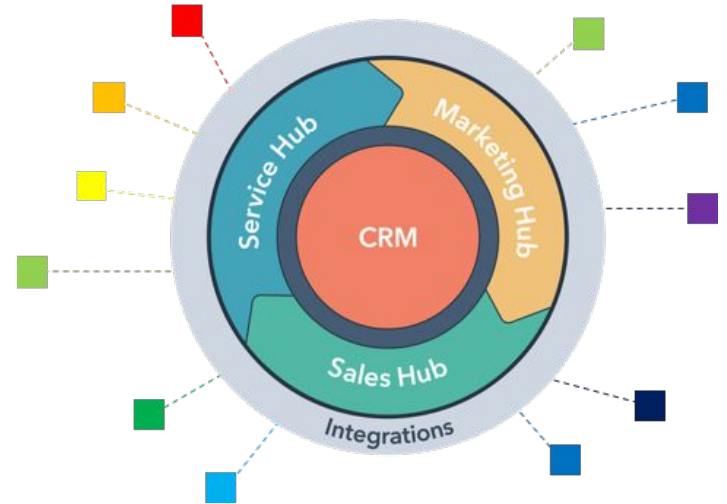 Service Hub
Marketing Hub
CRM
Sales Hub
Integrations